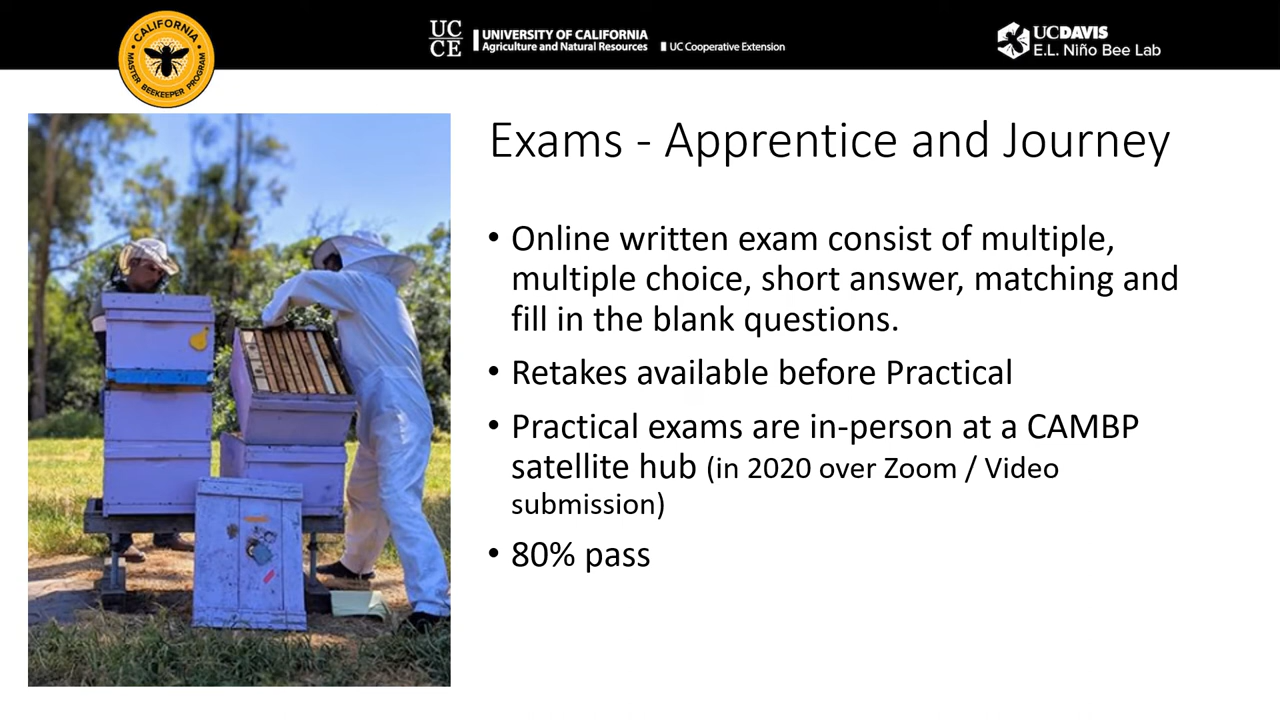 CALIFORNIA
MASTER BEEKEEPER PROGRAM
UC
CE
UNIVERSITY OF CALIFORNIA
Agriculture and Natural Resources
UC Cooperative Extension
UCDAVIS
E.L. Niño Bee Lab
Exams - Apprentice and Journey
• Online written exam consist of multiple,
multiple choice, short answer, matching and
fill in the blank questions.
• Retakes available before Practical
• Practical exams are in-person at a CAMBP
satellite hub (in 2020 over Zoom / Video
submission)
• 80% pass